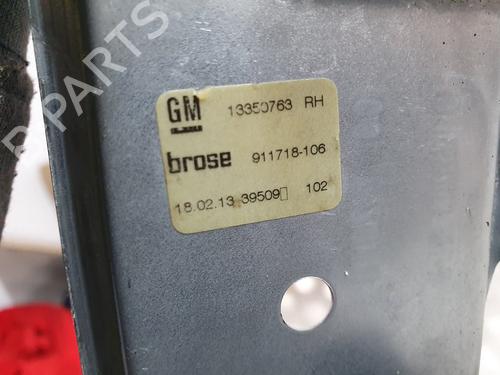 GM 13350763 RH
brose 911718-106
18.02.13 39509 102
B-PARTS